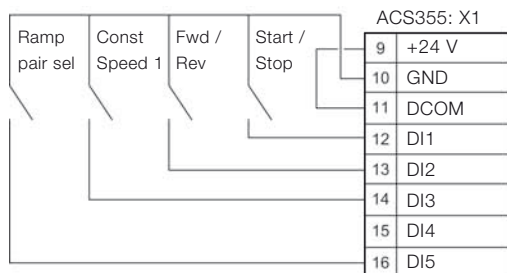 ACS355: X1
Ramp pair sel
Const Speed 1
Fwd / Rev
Start / Stop
9 +24 V
10 GND
11 DCOM
12 DI1
13 DI2
14 DI3
15 DI4
16 DI5